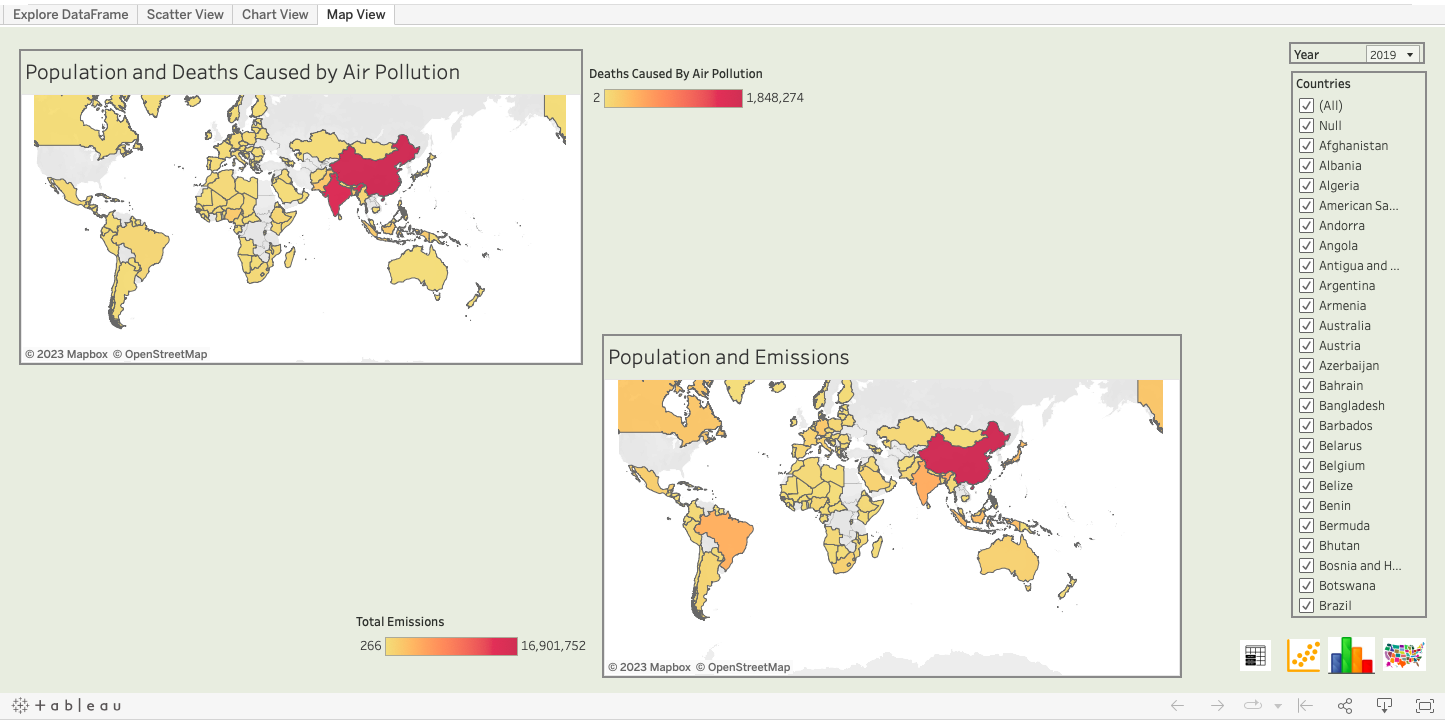 Explore DataFrame
Scatter View
Chart View
Map View
Population and Deaths Caused by Air Pollution
© 2023 Mapbox © OpenStreetMap
Deaths Caused By Air Pollution
2
1,848,274
Population and Emissions
© 2023 Mapbox © OpenStreetMap
Total Emissions
266
16,901,752
Year
2019
Countries
(All)
Null
Afghanistan
Albania
Algeria
American Sa...
Andorra
Angola
Antigua and ...
Argentina
Armenia
Australia
Austria
Azerbaijan
Bahrain
Bangladesh
Barbados
Belarus
Belgium
Belize
Benin
Bermuda
Bhutan
Bosnia and H...
Botswana
Brazil
+ a b l e a u